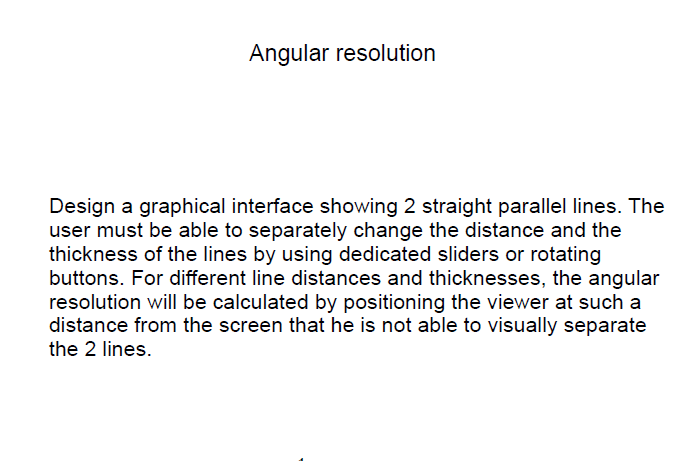 Angular resolution
Design a graphical interface showing 2 straight parallel lines. The
user must be able to separately change the distance and the
thickness of the lines by using dedicated sliders or rotating
buttons. For different line distances and thicknesses, the angular
resolution will be calculated by positioning the viewer at such a
distance from the screen that he is not able to visually separate
the 2 lines.